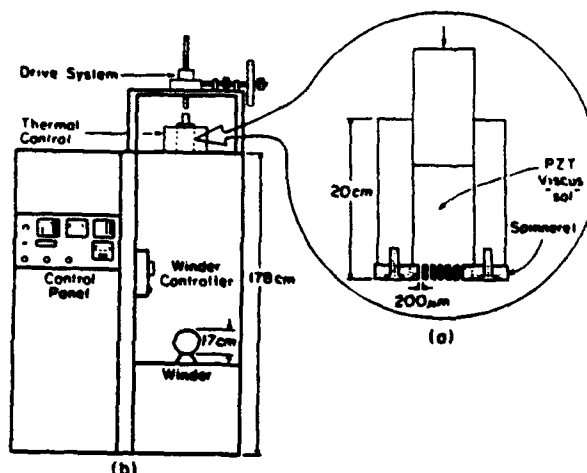 Drive System
Thermal
Control
Control
Panel
Winder
Controller
178cm
17cm
Winder
(b)
20cm
PZT
Viscus
"sol"
Spinneret
200μm
(a)